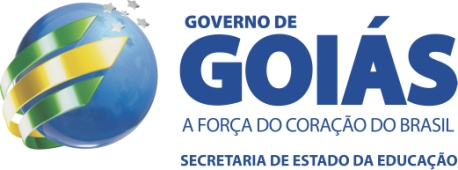 GOVERNO DE
GOIÁS
A FORÇA DO CORAÇÃO DO BRASIL
SECRETARIA DE ESTADO DA EDUCAÇÃO